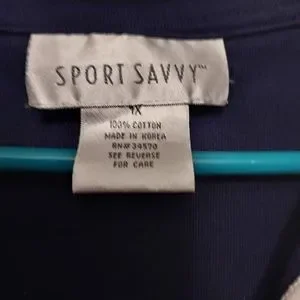 SPORT SAVVY™
1X
100% COTTON
MADE IN KOREA
RN# 34570
SEE REVERSE
FOR CARE